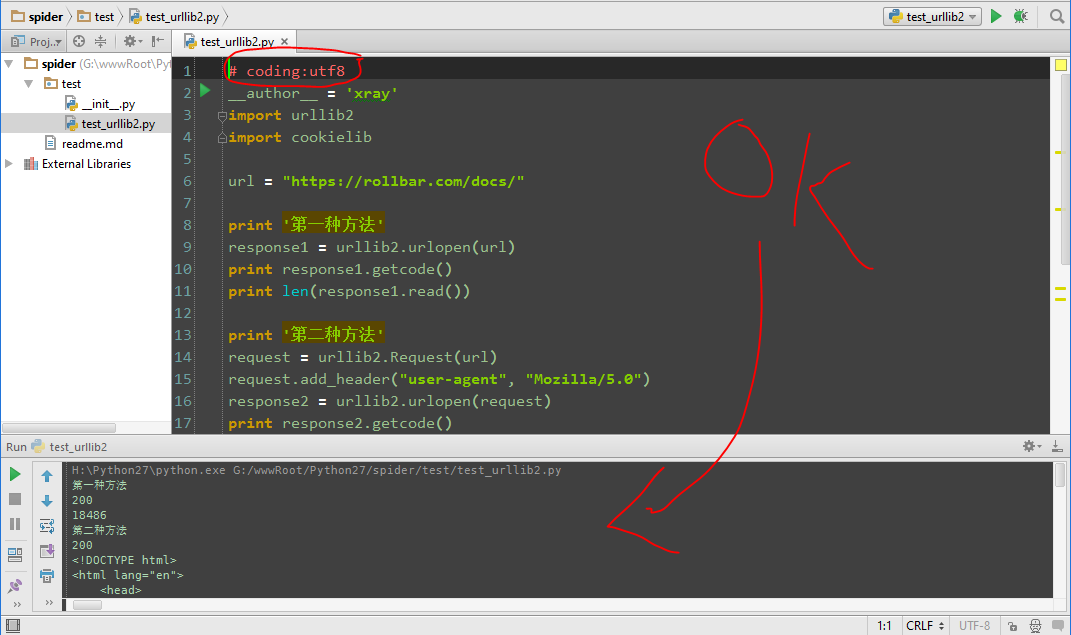 spider test test_urllib2.py test_urllib2
Proj... test_urllib2.py
spider (G:\wwwRoot\Pyt
test
__init__.py
test_urllib2.py
readme.md
External Libraries
1 # coding:utf8
2 __author__ = 'xray'
3 import urllib2
4 import cookielib
5
6 url = "https://rollbar.com/docs/"
7
8 print '第一种方法'
9 response1 = urllib2.urlopen(url)
10 print response1.getcode()
11 print len(response1.read())
12
13 print '第二种方法'
14 request = urllib2.Request(url)
15 request.add_header("user-agent", "Mozilla/5.0")
16 response2 = urllib2.urlopen(request)
17 print response2.getcode()
OK
Run test_urllib2
H:\Python27\python.exe G:/wwwRoot/Python27/spider/test/test_urllib2.py
第一种方法
200
18486
第二种方法
200
<!DOCTYPE html>
<html lang="en">
<head>
1:1 CRLF UTF-8